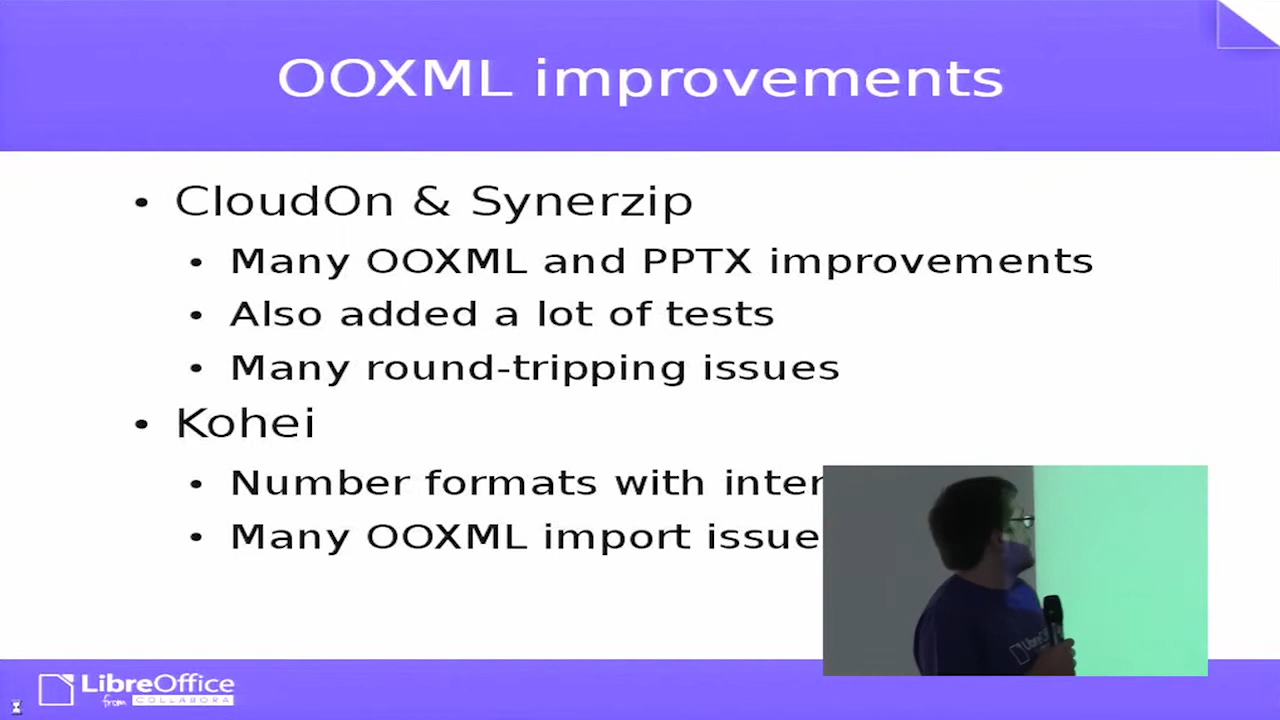 OOXML improvements
• CloudOn & Synerzip
• Many OOXML and PPTX improvements
• Also added a lot of tests
• Many round-tripping issues
• Kohei
• Number formats with
• Many OOXML import
LibreOffice
from COLLABORA
LibreOffice